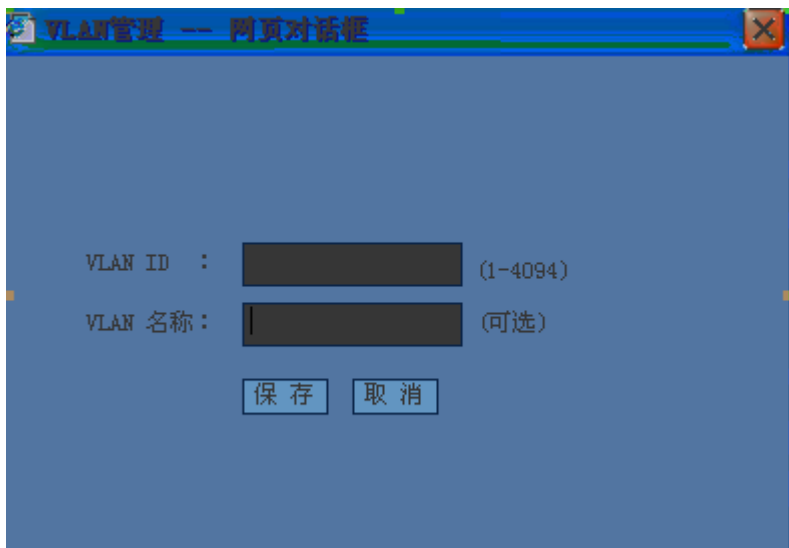 VLAN管理 -- 网页对话框
VLAN ID ： (1-4094)
VLAN 名称： (可选)
保 存 取 消